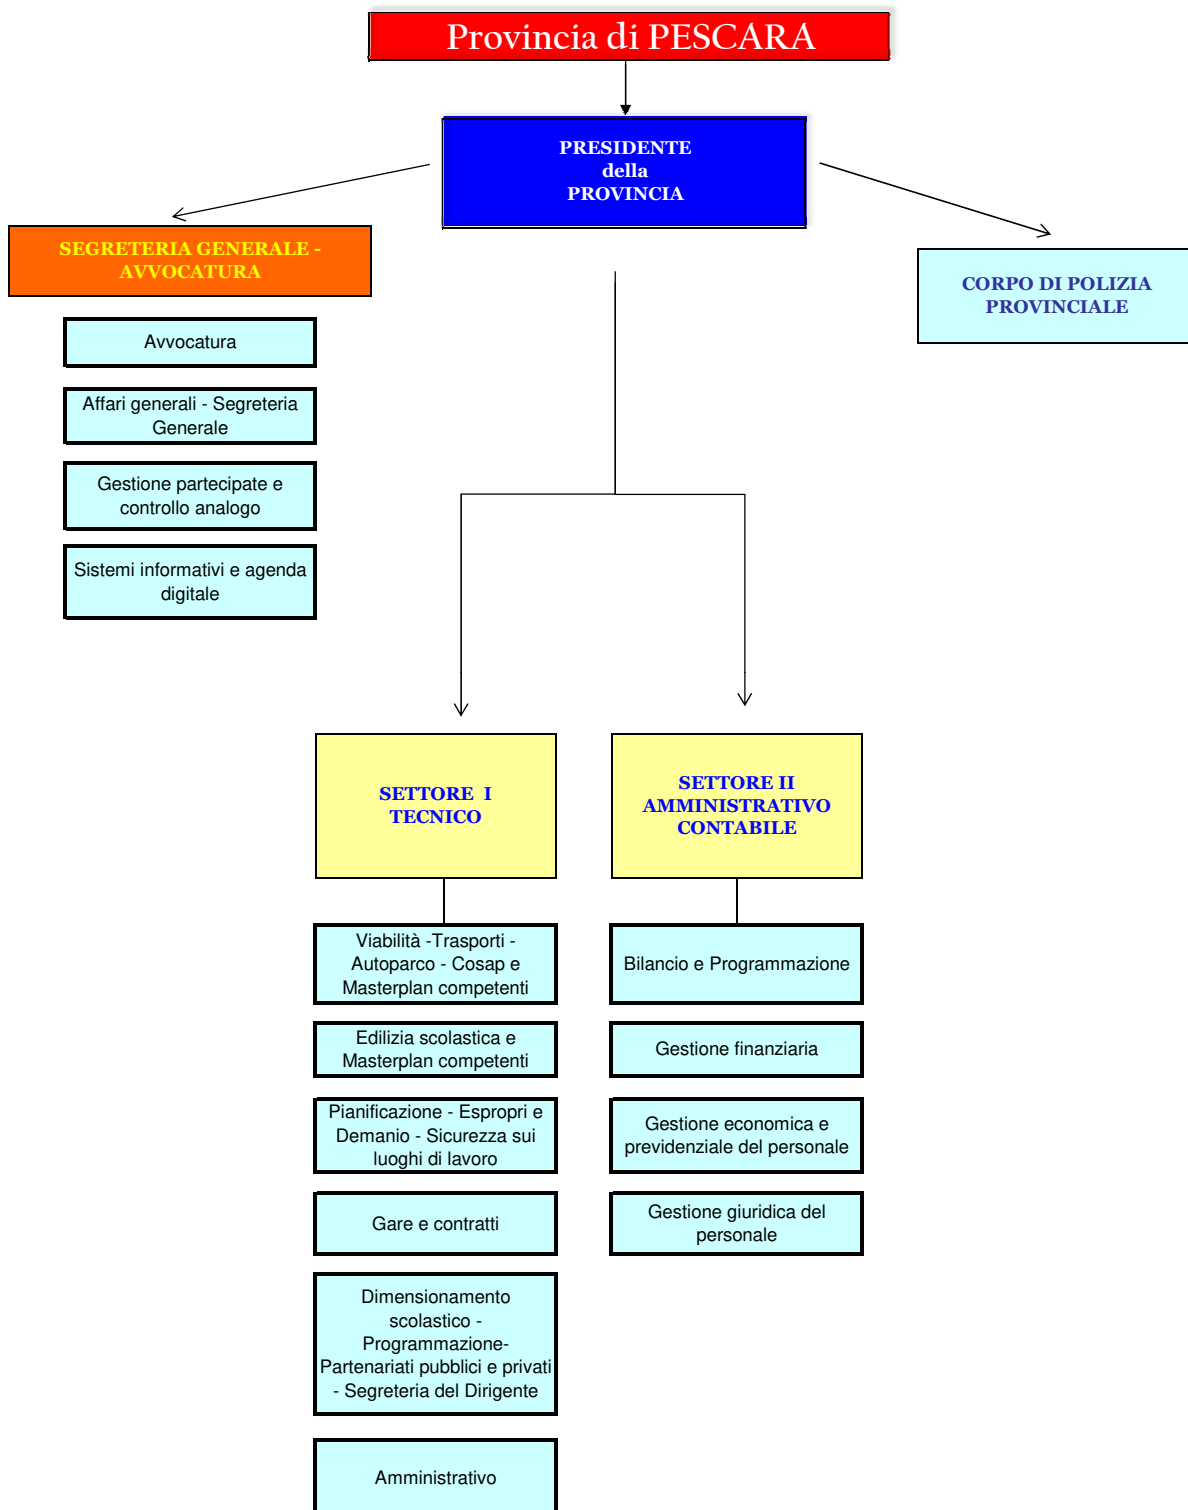 Provincia di PESCARA
PRESIDENTE
della
PROVINCIA
SEGRETERIA GENERALE -
AVVOCATURA
CORPO DI POLIZIA
PROVINCIALE
Avvocatura
Affari generali - Segreteria
Generale
Gestione partecipate e
controllo analogo
Sistemi informativi e agenda
digitale
SETTORE I
TECNICO
SETTORE II
AMMINISTRATIVO
CONTABILE
Viabilità -Trasporti -
Autoparco - Cosap e
Masterplan competenti
Edilizia scolastica e
Masterplan competenti
Pianificazione - Espropri e
Demanio - Sicurezza sui
luoghi di lavoro
Gare e contratti
Dimensionamento
scolastico -
Programmazione-
Partenariati pubblici e privati
- Segreteria del Dirigente
Amministrativo
Bilancio e Programmazione
Gestione finanziaria
Gestione economica e
previdenziale del personale
Gestione giuridica del
personale